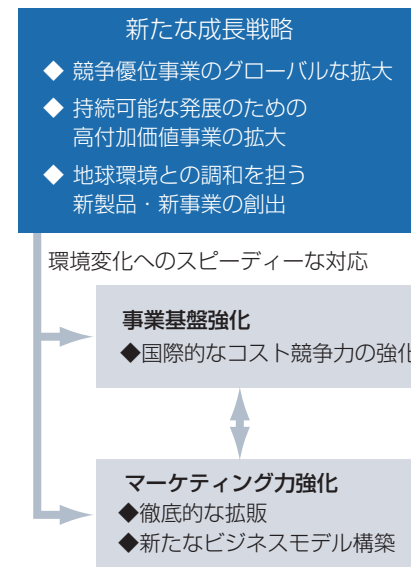 新たな成長戦略
◆ 競争優位事業のグローバルな拡大
◆ 持続可能な発展のための
高付加価値事業の拡大
◆ 地球環境との調和を担う
新製品・新事業の創出
環境変化へのスピーディーな対応
事業基盤強化
◆国際的なコスト競争力の強化
マーケティング力強化
◆徹底的な拡販
◆新たなビジネスモデル構築